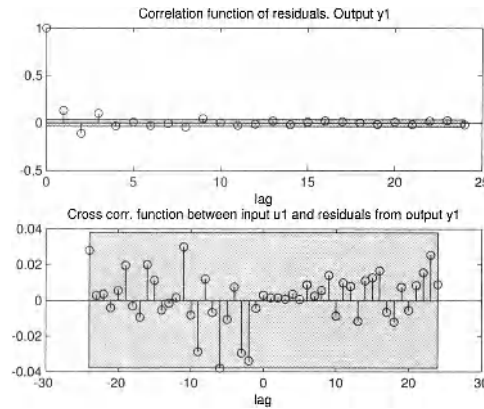 Correlation function of residuals. Output y1
1
0.5
0
-0.5
0 5 10 15 20 25
lag
Cross corr. function between input u1 and residuals from output y1
0.04
0.02
0
-0.02
-0.04
-30 -20 -10 0 10 20 30
lag